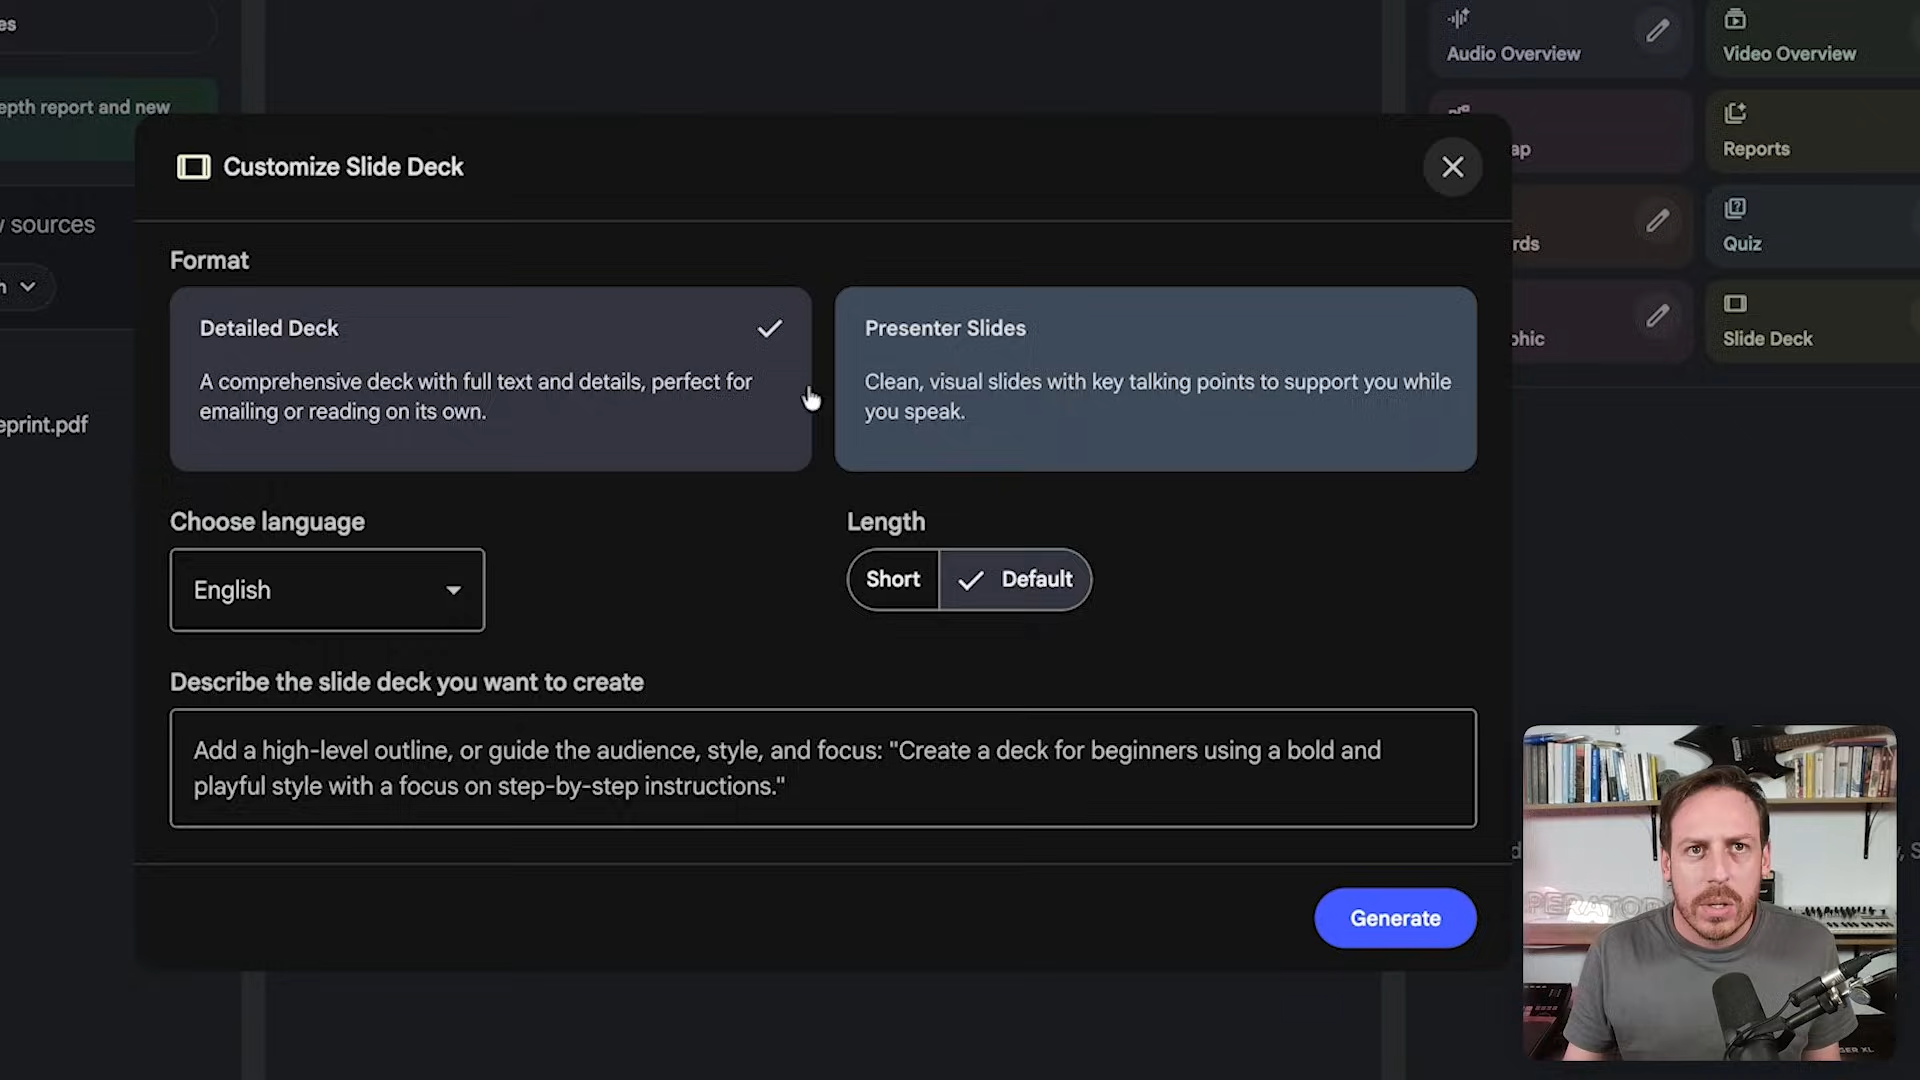 es
epth report and new
sources
eprint.pdf
Customize Slide Deck
Format
Detailed Deck
A comprehensive deck with full text and details, perfect for
emailing or reading on its own.
Presenter Slides
Clean, visual slides with key talking points to support you while
you speak.
Choose language
English
Length
Short
Default
Describe the slide deck you want to create
Add a high-level outline, or guide the audience, style, and focus: "Create a deck for beginners using a bold and
playful style with a focus on step-by-step instructions."
Generate
Audio Overview
Video Overview
ap
Reports
rds
Quiz
phic
Slide Deck